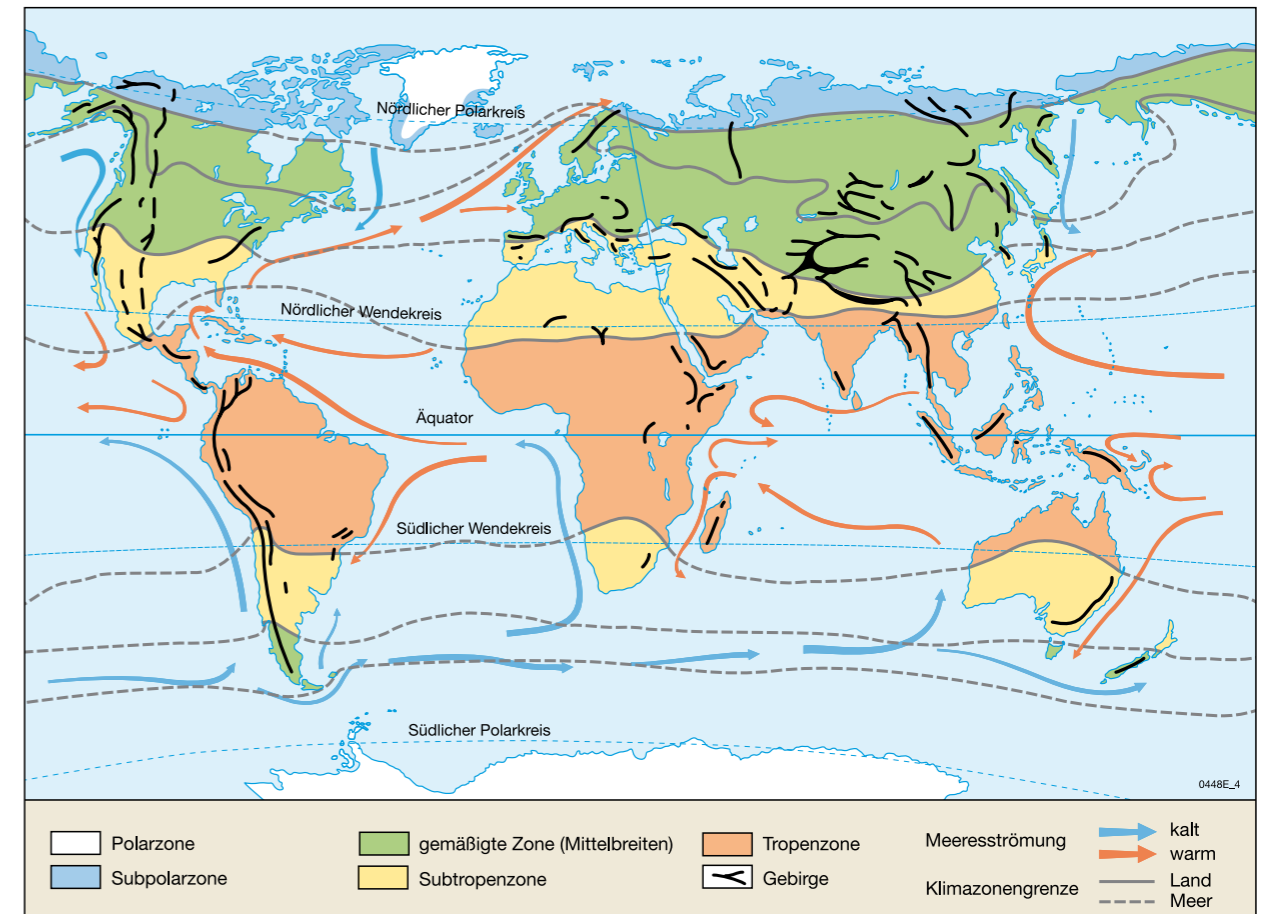 Nördlicher Polarkreis
Nördlicher Wendekreis
Äquator
Südlicher Wendekreis
Südlicher Polarkreis
0448E_4
Polarzone
Subpolarzone
gemäßigte Zone (Mittelbreiten)
Subtropenzone
Tropenzone
Gebirge
Meeresströmung
kalt
warm
Klimazonengrenze
Land
Meer